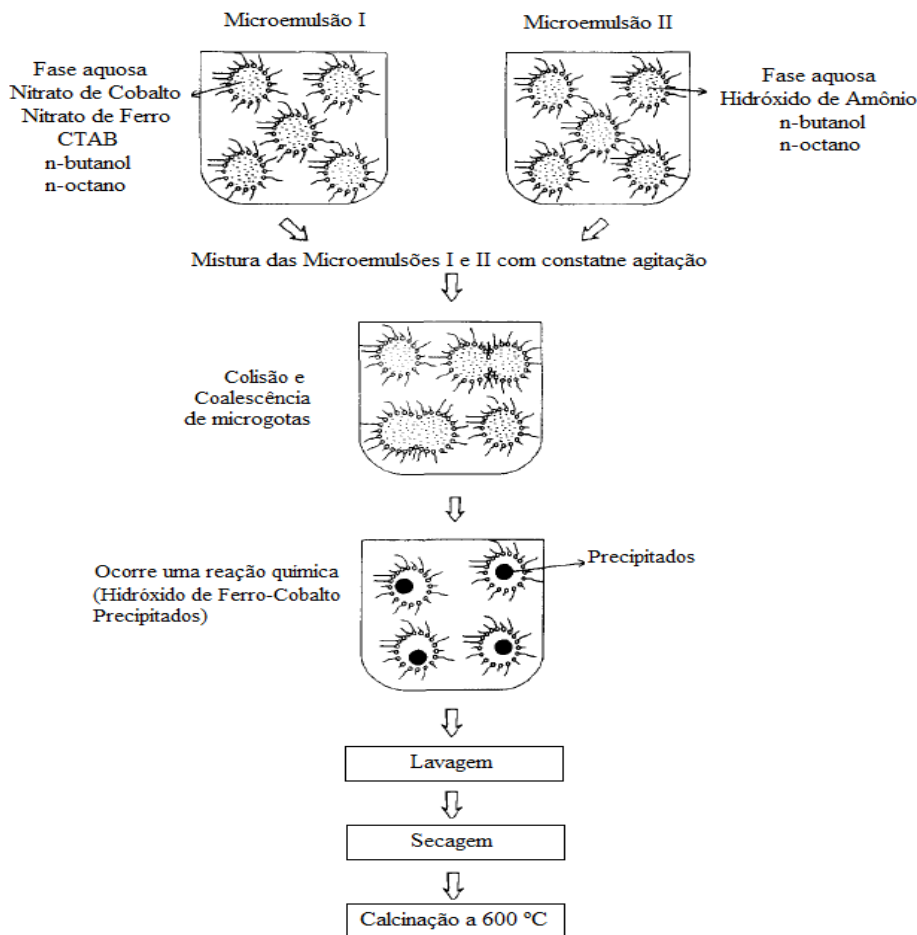 Microemulsão I
Microemulsão II
Fase aquosa
Nitrato de Cobalto
Nitrato de Ferro
CTAB
n-butanol
n-octano
Fase aquosa
Hidróxido de Amônio
n-butanol
n-octano
Mistura das Microemulsões I e II com constatne agitação
Colisão e
Coalescência
de microgotas
Ocorre uma reação quimica
(Hidróxido de Ferro-Cobalto
Precipitados)
Precipitados
Lavagem
Secagem
Calcinação a 600 °C